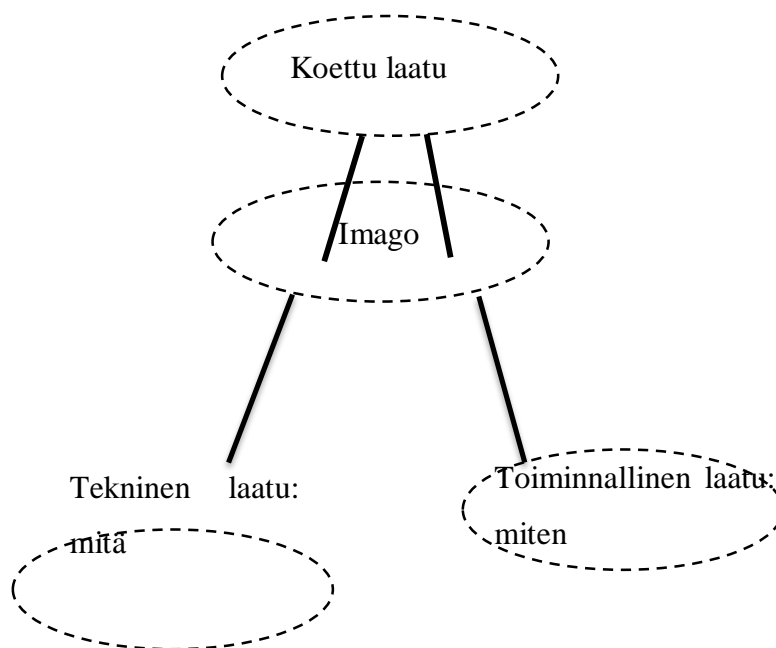 Koettu laatu
Imago
Tekninen laatu:
mitä
Toiminnallinen laatu:
miten